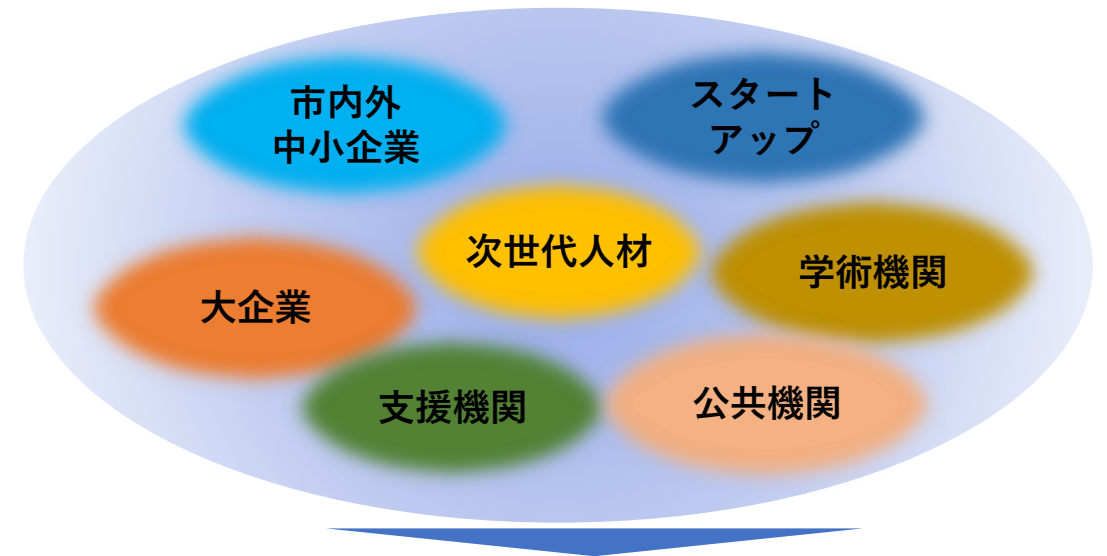 市内外
中小企業
スタート
アップ
次世代人材
学術機関
大企業
支援機関
公共機関